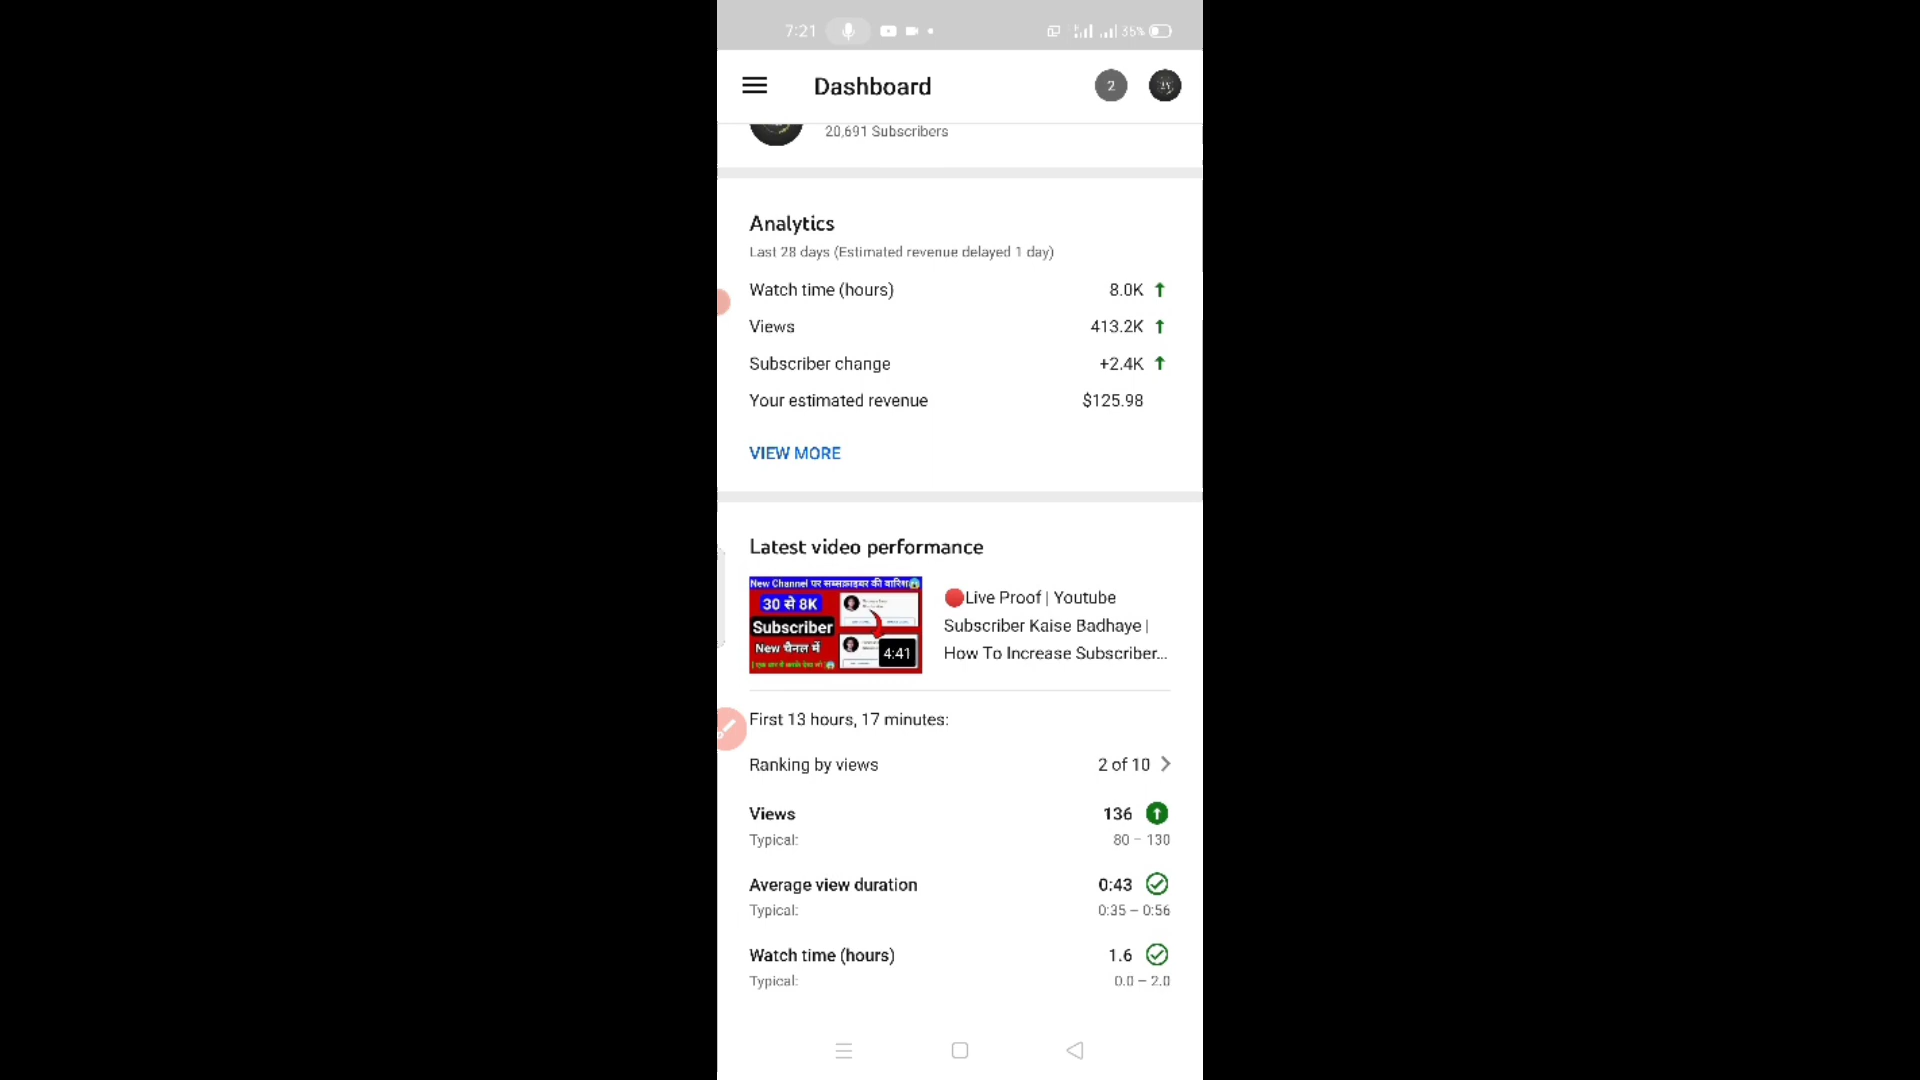 7:21
35%
Dashboard
2
20,691 Subscribers
Analytics
Last 28 days (Estimated revenue delayed 1 day)
Watch time (hours) 8.0K
Views 413.2K
Subscriber change +2.4K
Your estimated revenue $125.98
VIEW MORE
Latest video performance
New Channel पर सब्सक्राइबर की बारिश
30 से 8K
Subscriber
New चैनल में
4:41
Live Proof | Youtube
Subscriber Kaise Badhaye |
How To Increase Subscriber...
First 13 hours, 17 minutes:
Ranking by views 2 of 10
Views 136
Typical: 80 – 130
Average view duration 0:43
Typical: 0:35 – 0:56
Watch time (hours) 1.6
Typical: 0.0 – 2.0